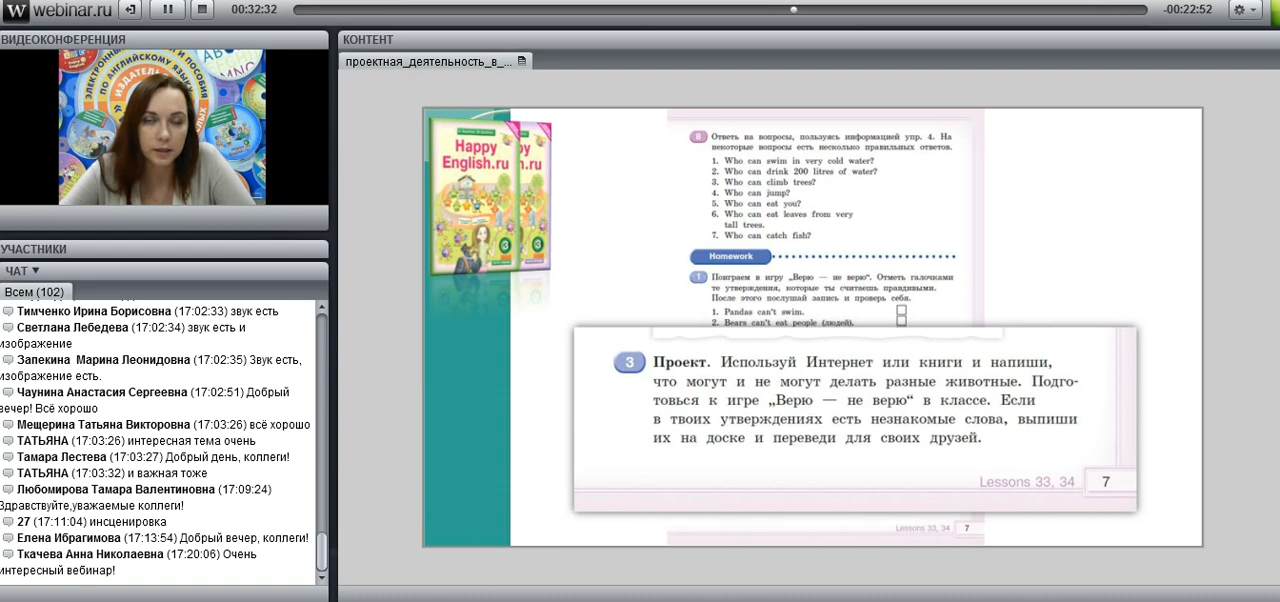 W webinar.ru
00:32:32
-00:22:52
ВИДЕОКОНФЕРЕНЦИЯ
КОНТЕНТ
проектная_деятельность_в_...
УЧАСТНИКИ
ЧАТ
Всем (102)
Тимченко Ирина Борисовна (17:02:33) звук есть
Светлана Лебедева (17:02:34) звук есть и
изображение
Запекина Марина Леонидовна (17:02:35) Звук есть,
изображение есть.
Чаунина Анастасия Сергеевна (17:02:51) Добрый
вечер! Всё хорошо
Мещерина Татьяна Викторовна (17:03:26) всё хорошо
ТАТЬЯНА (17:03:26) интересная тема очень
Тамара Лестева (17:03:27) Добрый день, коллеги!
ТАТЬЯНА (17:03:32) и важная тоже
Любомирова Тамара Валентиновна (17:09:24)
Здравствуйте,уважаемые коллеги!
27 (17:11:04) инсценировка
Елена Ибрагимова (17:13:54) Добрый вечер, коллеги!
Ткачева Анна Николаевна (17:20:06) Очень
интересный вебинар!
Happy
English.ru
3
8 Ответь на вопросы, пользуясь информацией упр. 4. На
некоторые вопросы есть несколько правильных ответов.
1. Who can swim in very cold water?
2. Who can drink 200 litres of water?
3. Who can climb trees?
4. Who can jump?
5. Who can eat you?
6. Who can eat leaves from very
tall trees.
7. Who can catch fish?
Homework
1 Поиграем в игру „Верю — не верю“. Отметь галочками
те утверждения, которые ты считаешь правдивыми.
После этого послушай запись и проверь себя.
1. Pandas can't swim.
2. Bears can't eat people (людей).
3 Проект. Используй Интернет или книги и напиши,
что могут и не могут делать разные животные. Подго-
товься к игре „Верю — не верю“ в классе. Если
в твоих утверждениях есть незнакомые слова, выпиши
их на доске и переведи для своих друзей.
Lessons 33, 34 7
Lessons 33, 34 7